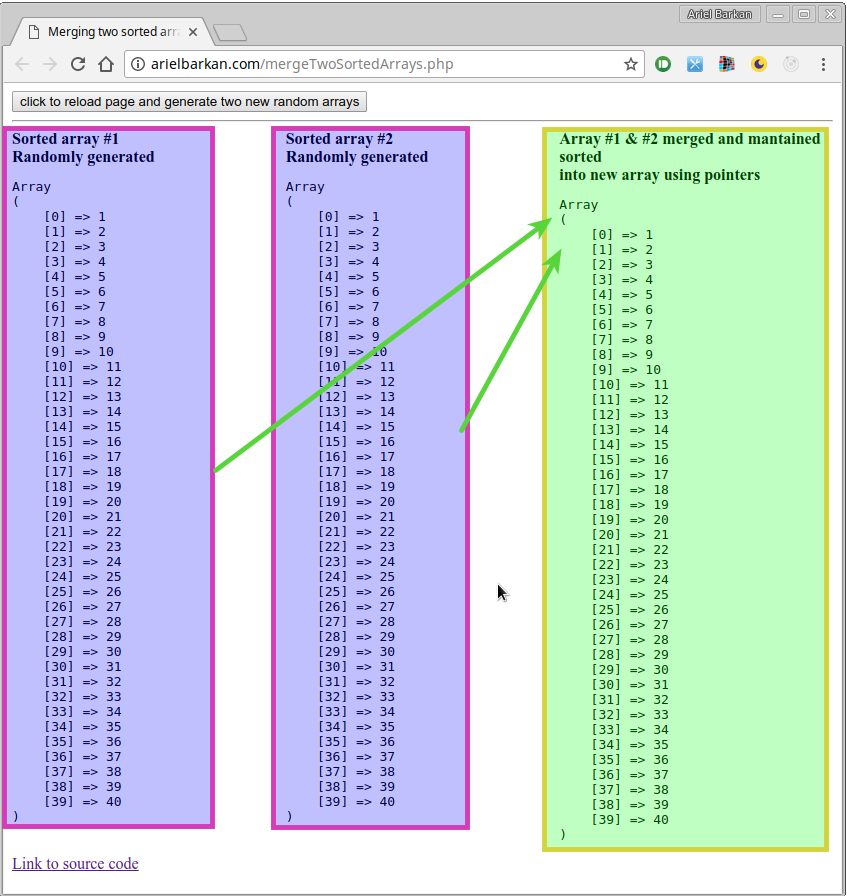 Ariel Barkan
Merging two sorted arr
arielbarkan.com/mergeTwoSortedArrays.php
click to reload page and generate two new random arrays
Sorted array #1
Randomly generated
Array
(
[0] => 1
[1] => 2
[2] => 3
[3] => 4
[4] => 5
[5] => 6
[6] => 7
[7] => 8
[8] => 9
[9] => 10
[10] => 11
[11] => 12
[12] => 13
[13] => 14
[14] => 15
[15] => 16
[16] => 17
[17] => 18
[18] => 19
[19] => 20
[20] => 21
[21] => 22
[22] => 23
[23] => 24
[24] => 25
[25] => 26
[26] => 27
[27] => 28
[28] => 29
[29] => 30
[30] => 31
[31] => 32
[32] => 33
[33] => 34
[34] => 35
[35] => 36
[36] => 37
[37] => 38
[38] => 39
[39] => 40
)
Sorted array #2
Randomly generated
Array
(
[0] => 1
[1] => 2
[2] => 3
[3] => 4
[4] => 5
[5] => 6
[6] => 7
[7] => 8
[8] => 9
[9] => 10
[10] => 11
[11] => 12
[12] => 13
[13] => 14
[14] => 15
[15] => 16
[16] => 17
[17] => 18
[18] => 19
[19] => 20
[20] => 21
[21] => 22
[22] => 23
[23] => 24
[24] => 25
[25] => 26
[26] => 27
[27] => 28
[28] => 29
[29] => 30
[30] => 31
[31] => 32
[32] => 33
[33] => 34
[34] => 35
[35] => 36
[36] => 37
[37] => 38
[38] => 39
[39] => 40
)
Array #1 & #2 merged and mantained
sorted
into new array using pointers
Array
(
[0] => 1
[1] => 2
[2] => 3
[3] => 4
[4] => 5
[5] => 6
[6] => 7
[7] => 8
[8] => 9
[9] => 10
[10] => 11
[11] => 12
[12] => 13
[13] => 14
[14] => 15
[15] => 16
[16] => 17
[17] => 18
[18] => 19
[19] => 20
[20] => 21
[21] => 22
[22] => 23
[23] => 24
[24] => 25
[25] => 26
[26] => 27
[27] => 28
[28] => 29
[29] => 30
[30] => 31
[31] => 32
[32] => 33
[33] => 34
[34] => 35
[35] => 36
[36] => 37
[37] => 38
[38] => 39
[39] => 40
)
Link to source code